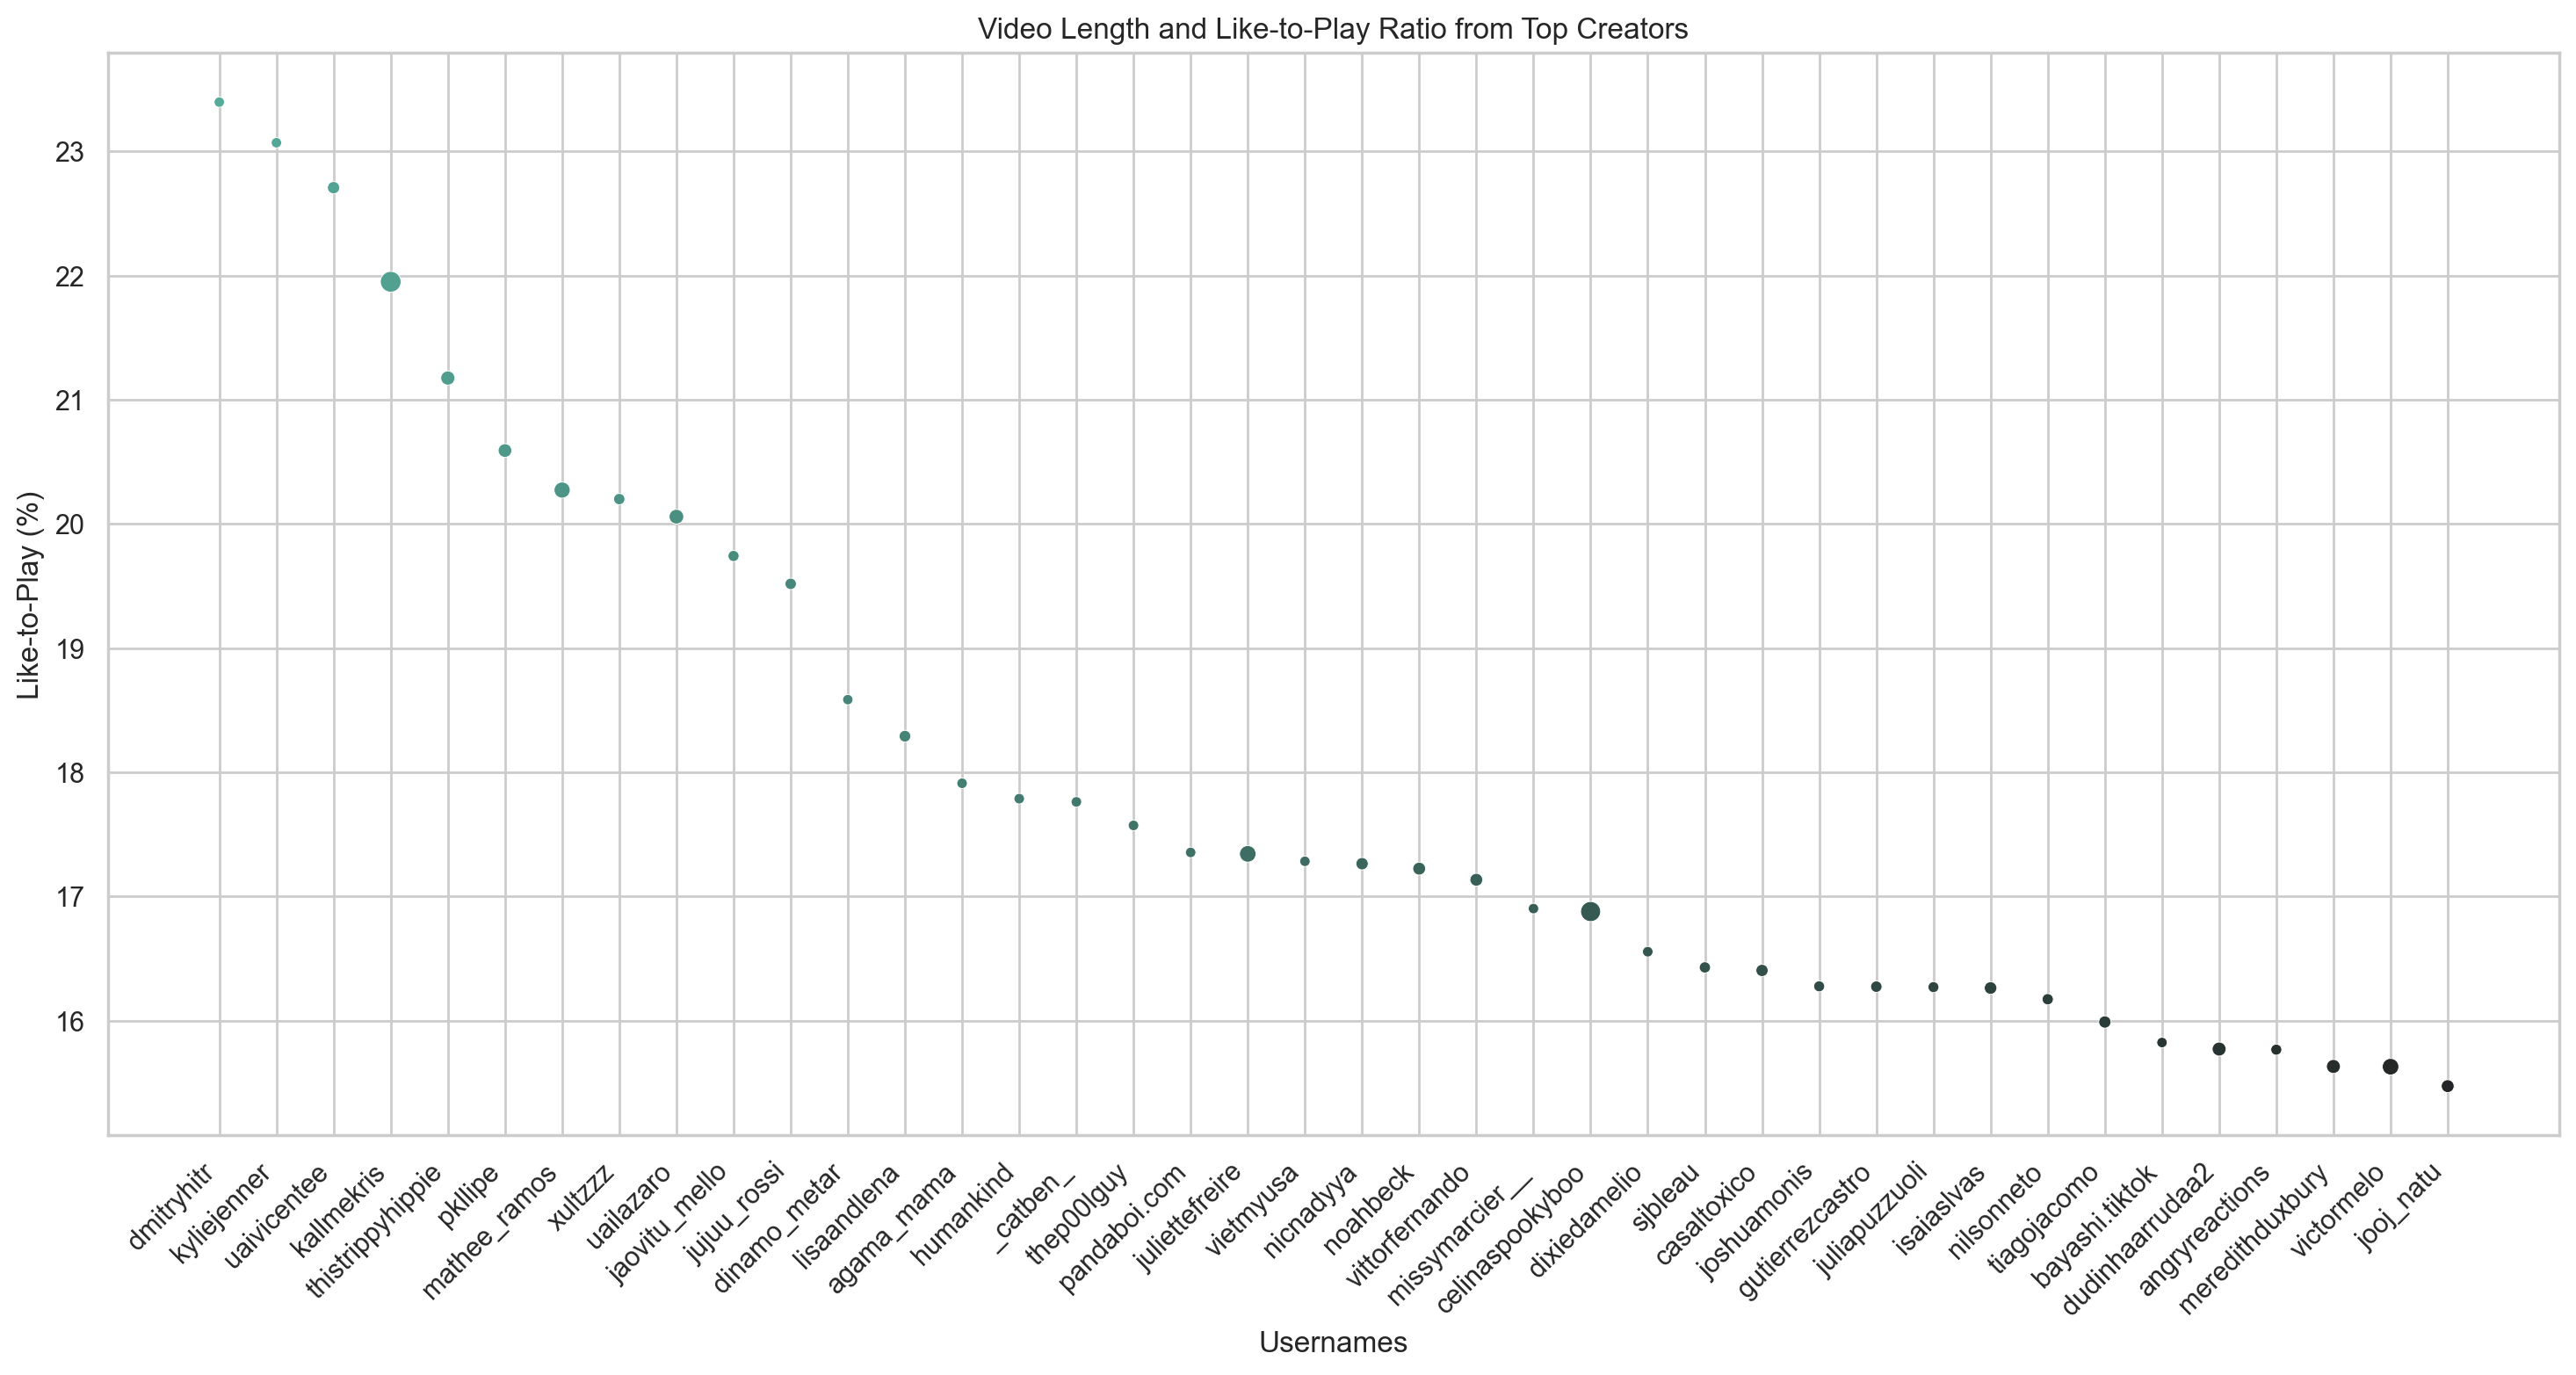 Video Length and Like-to-Play Ratio from Top Creators
Like-to-Play (%)
23
22
21
20
19
18
17
16
dmitryhitr
kyliejenner
uaivicentee
kallmekris
thistrippyhippie
pkllipe
mathee_ramos
xultzzz
uailazaro
jaovitu_mello
jujuu_rossi
dinamo_metar
lisaandlena
agama_mama
humankind
_catben_
thep00lguy
pandaboi.com
juliettefreire
vietmyusa
nicnadyya
noahbeck
vittorfernando
missymarcier__
celinaspookyboo
dixiedamelio
sjbleau
casaltoxico
joshuamonis
gutierrezcastro
juliapuzzuoli
isaiaslvas
nilsonneto
tiagojacomo
bayashi.tiktok
dudinhaarrudaa2
angryreactions
meredithduxbury
victormelo
jooj_natu
Usernames